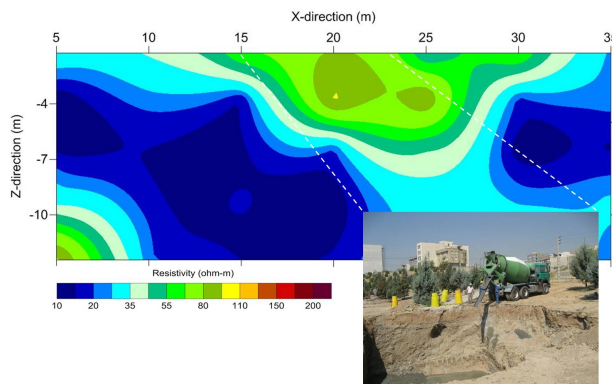 X-direction (m)
5 10 15 20 25 30 35
Z-direction (m)
-4
-7
-10
Resistivity (ohm-m)
10 20 35 55 80 110 150 200